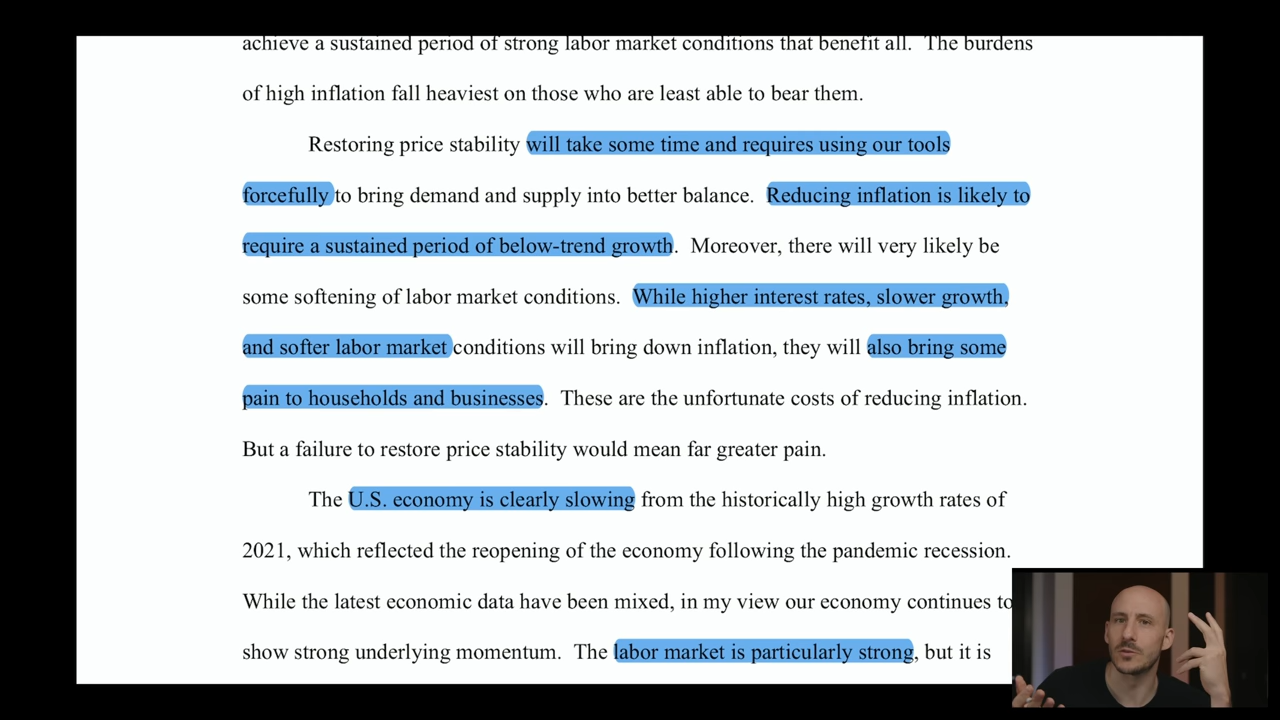 achieve a sustained period of strong labor market conditions that benefit all.  The burdens
of high inflation fall heaviest on those who are least able to bear them.
Restoring price stability will take some time and requires using our tools
forcefully to bring demand and supply into better balance.  Reducing inflation is likely to
require a sustained period of below-trend growth.  Moreover, there will very likely be
some softening of labor market conditions.  While higher interest rates, slower growth,
and softer labor market conditions will bring down inflation, they will also bring some
pain to households and businesses.  These are the unfortunate costs of reducing inflation.
But a failure to restore price stability would mean far greater pain.
The U.S. economy is clearly slowing from the historically high growth rates of
2021, which reflected the reopening of the economy following the pandemic recession.
While the latest economic data have been mixed, in my view our economy continues to
show strong underlying momentum.  The labor market is particularly strong, but it is